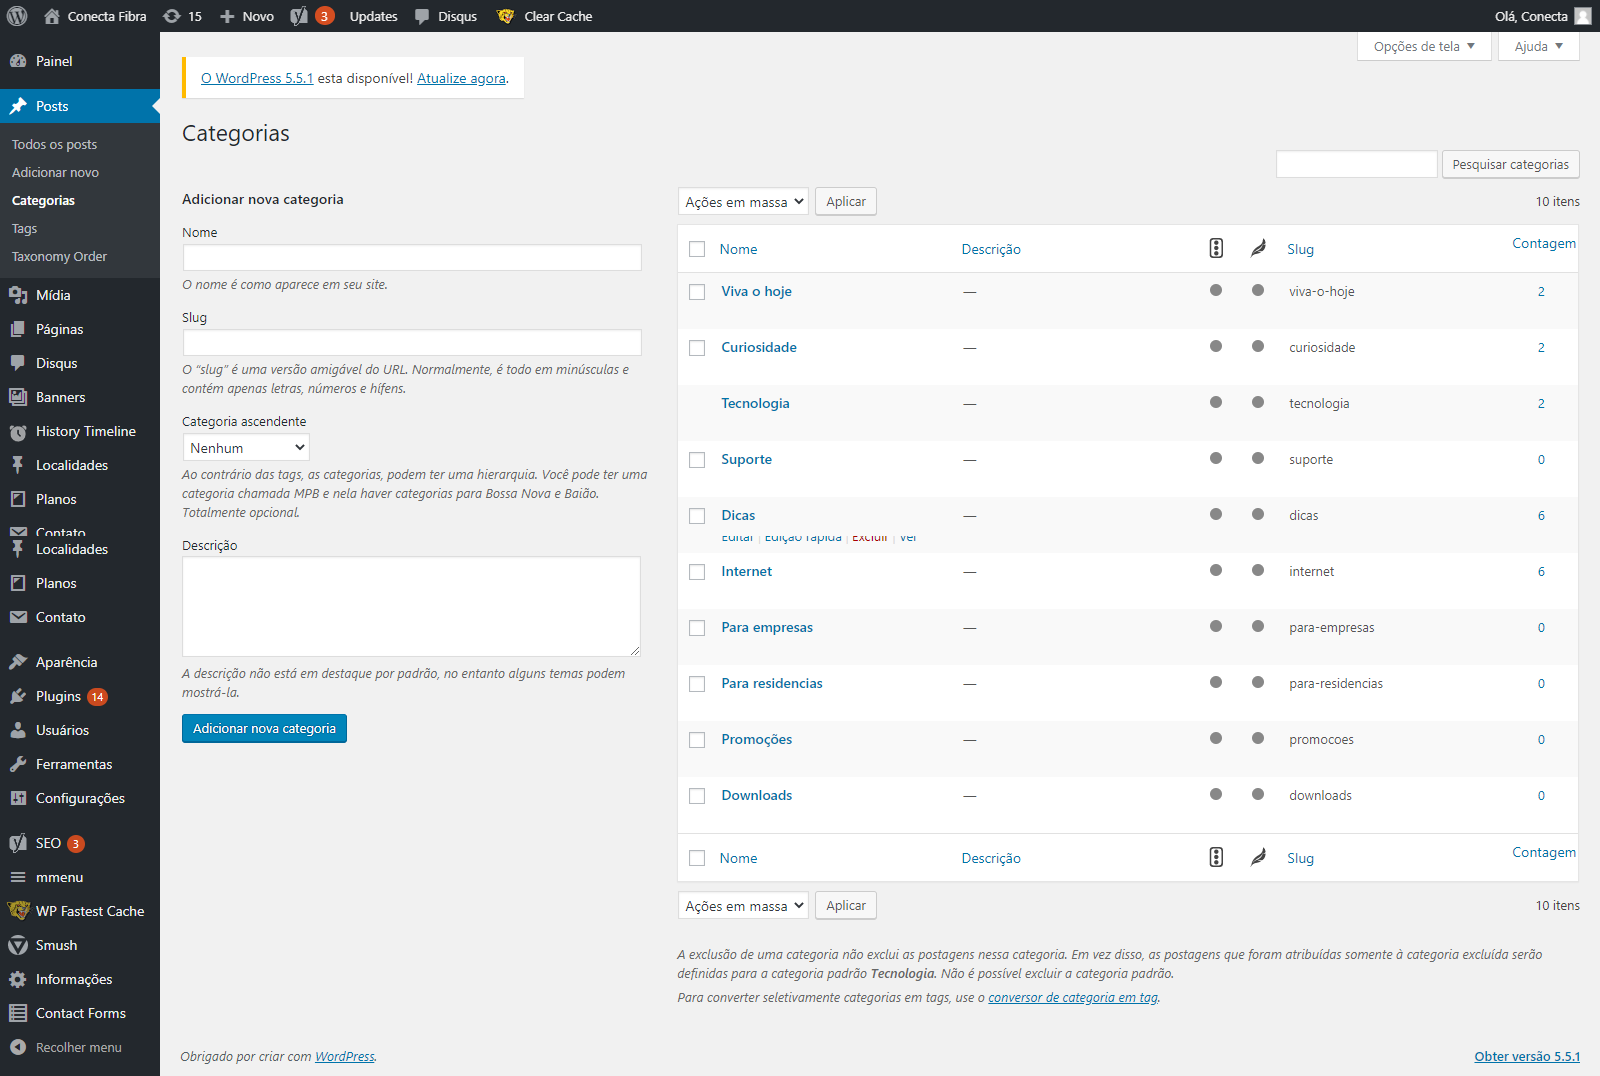 Conecta Fibra 15 Novo 3 Updates Disqus Clear Cache Olá, Conecta
Painel
Posts
Todos os posts
Adicionar novo
Categorias
Tags
Taxonomy Order
Mídia
Páginas
Disqus
Banners
History Timeline
Localidades
Planos
Contato
Localidades
Planos
Contato
Aparência
Plugins 14
Usuários
Ferramentas
Configurações
SEO 3
mmenu
WP Fastest Cache
Smush
Informações
Contact Forms
Recolher menu
Opções de tela Ajuda
O WordPress 5.5.1 esta disponível! Atualize agora.
Categorias
Pesquisar categorias
Adicionar nova categoria
Nome
O nome é como aparece em seu site.
Slug
O “slug” é uma versão amigável do URL. Normalmente, é todo em minúsculas e
contém apenas letras, números e hífens.
Categoria ascendente
Nenhum
Ao contrário das tags, as categorias, podem ter uma hierarquia. Você pode ter uma
categoria chamada MPB e nela haver categorias para Bossa Nova e Baião.
Totalmente opcional.
Descrição
A descrição não está em destaque por padrão, no entanto alguns temas podem
mostrá-la.
Adicionar nova categoria
Ações em massa Aplicar 10 itens
Nome Descrição Slug Contagem
Viva o hoje — viva-o-hoje 2
Curiosidade — curiosidade 2
Tecnologia — tecnologia 2
Suporte — suporte 0
Dicas — dicas 6
Editar | Edição rápida | Excluir | Ver
Internet — internet 6
Para empresas — para-empresas 0
Para residencias — para-residencias 0
Promoções — promocoes 0
Downloads — downloads 0
Nome Descrição Slug Contagem
Ações em massa Aplicar 10 itens
A exclusão de uma categoria não exclui as postagens nessa categoria. Em vez disso, as postagens que foram atribuídas somente à categoria excluída serão
definidas para a categoria padrão Tecnologia. Não é possível excluir a categoria padrão.
Para converter seletivamente categorias em tags, use o conversor de categoria em tag.
Obrigado por criar com WordPress. Obter versão 5.5.1